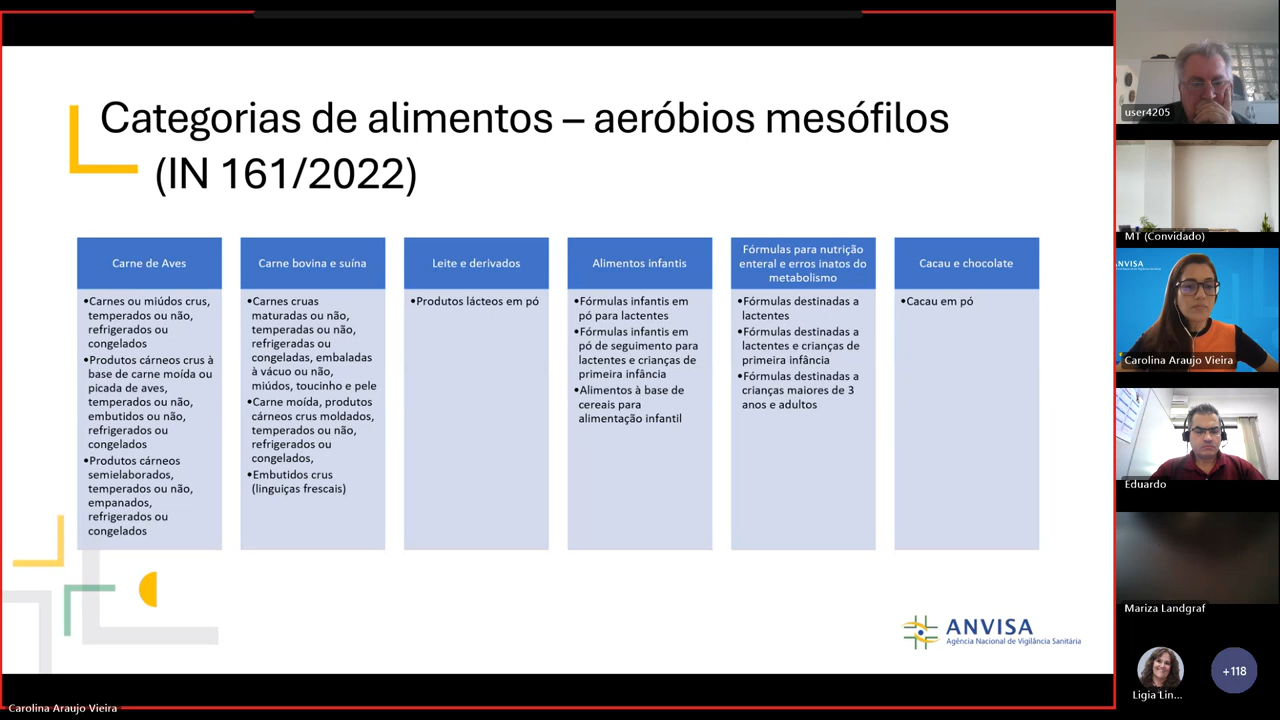 Categorias de alimentos – aeróbios mesófilos
(IN 161/2022)
Carne de Aves
•Carnes ou miúdos crus,
temperados ou não,
refrigerados ou
congelados
•Produtos cárneos crus à
base de carne moída ou
picada de aves,
temperados ou não,
embutidos ou não,
refrigerados ou
congelados
•Produtos cárneos
semielaborados,
temperados ou não,
empanados,
refrigerados ou
congelados
Carne bovina e suína
•Carnes cruas
maturadas ou não,
temperadas ou não,
refrigeradas ou
congeladas, embaladas
à vácuo ou não,
miúdos, toucinho e pele
•Carne moída, produtos
cárneos crus moldados,
temperados ou não,
refrigerados ou
congelados,
•Embutidos crus
(linguiças frescais)
Leite e derivados
•Produtos lácteos em pó
Alimentos infantis
•Fórmulas infantis em
pó para lactentes
•Fórmulas infantis em
pó de seguimento para
lactentes e crianças de
primeira infância
•Alimentos à base de
cereais para
alimentação infantil
Fórmulas para nutrição
enteral e erros inatos do
metabolismo
•Fórmulas destinadas a
lactentes
•Fórmulas destinadas a
lactentes e crianças de
primeira infância
•Fórmulas destinadas a
crianças maiores de 3
anos e adultos
Cacau e chocolate
•Cacau em pó
ANVISA
Agência Nacional de Vigilância Sanitária
Carolina Araujo Vieira
user4205
MT (Convidado)
ANVISA
Carolina Araujo Vieira
Eduardo
Mariza Landgraf
Ligia Lin...
+118